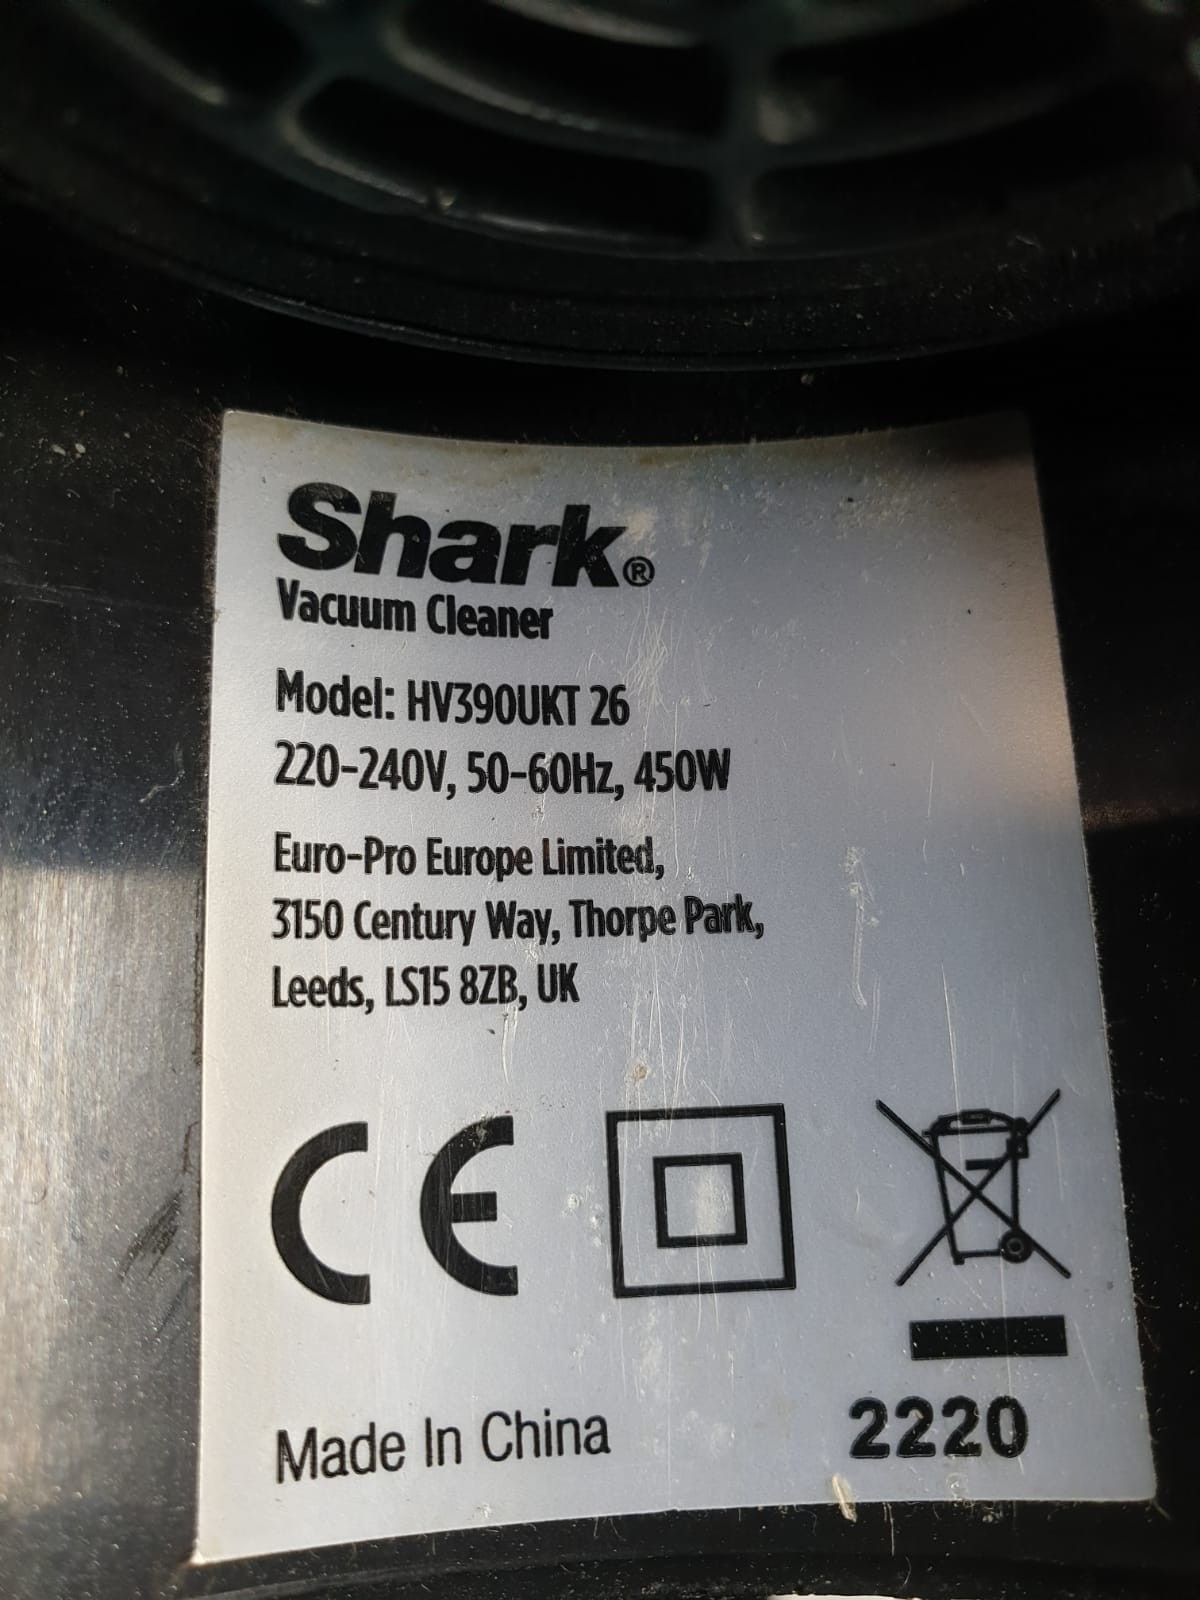 Shark®
Vacuum Cleaner
Model: HV390UKT 26
220-240V, 50-60Hz, 450W
Euro-Pro Europe Limited,
3150 Century Way, Thorpe Park,
Leeds, LS15 8ZB, UK
CE
Made In China
2220